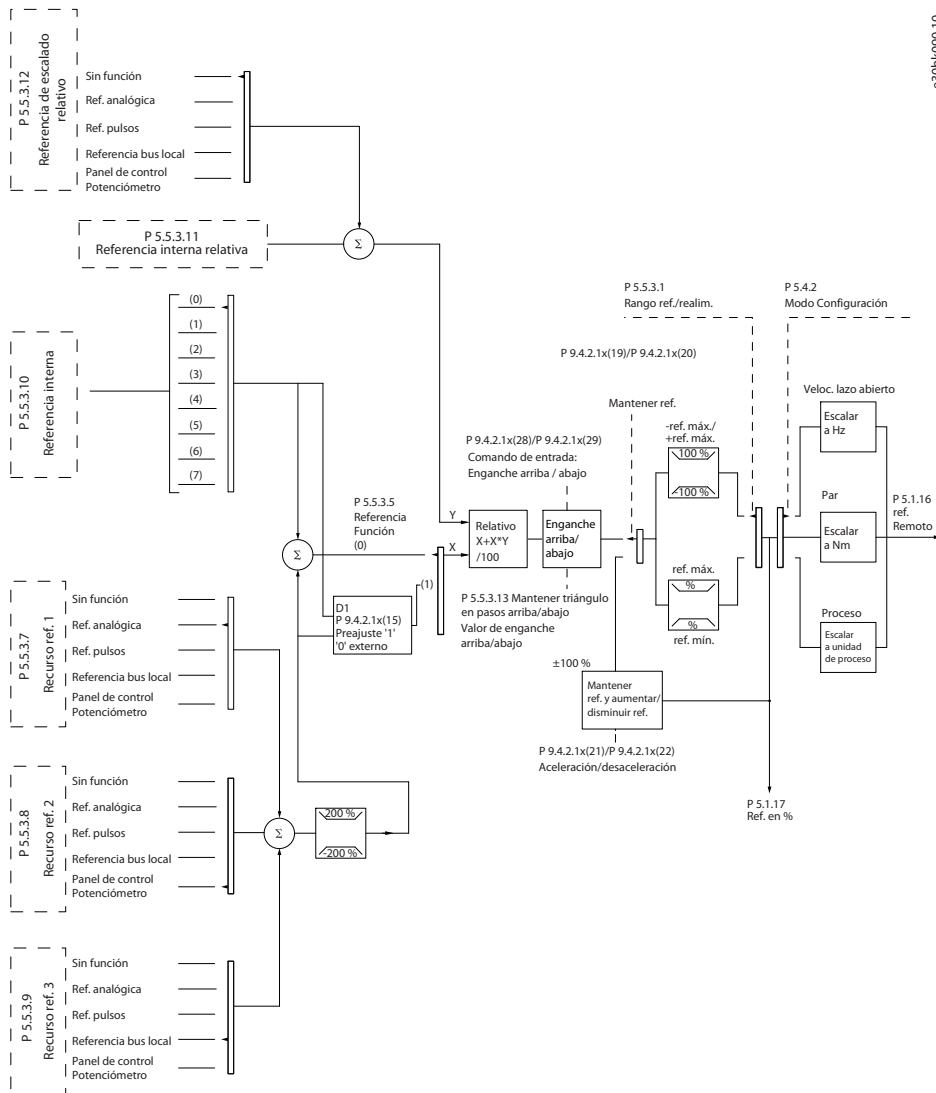 e30bk000.10
P 5.5.3.12
Referencia de escalado
relativo
Sin función
Ref. analógica
Ref. pulsos
Referencia bus local
Panel de control
Potenciómetro
P 5.5.3.11
Referencia interna relativa
Σ
P 5.5.3.10
Referencia interna
(0)
(1)
(2)
(3)
(4)
(5)
(6)
(7)
P 5.5.3.7
Recurso ref. 1
Sin función
Ref. analógica
Ref. pulsos
Referencia bus local
Panel de control
Potenciómetro
P 5.5.3.8
Recurso ref. 2
Sin función
Ref. analógica
Ref. pulsos
Referencia bus local
Panel de control
Potenciómetro
P 5.5.3.9
Recurso ref. 3
Sin función
Ref. analógica
Ref. pulsos
Referencia bus local
Panel de control
Potenciómetro
Σ
200 %
-200 %
Σ
P 5.5.3.5
Referencia
Función
(0)
(1)
D1
P 9.4.2.1x(15)
Preajuste '1'
'0' externo
Y
X
Relativo
X+X*Y
/100
P 9.4.2.1x(28)/P 9.4.2.1x(29)
Comando de entrada:
Enganche arriba / abajo
Enganche
arriba/
abajo
P 5.5.3.13 Mantener triángulo
en pasos arriba/abajo
Valor de enganche
arriba/abajo
P 9.4.2.1x(19)/P 9.4.2.1x(20)
Mantener ref.
±100 %
Mantener
ref. y aumentar/
disminuir ref.
P 9.4.2.1x(21)/P 9.4.2.1x(22)
Aceleración/desaceleración
P 5.5.3.1
Rango ref./realim.
-ref. máx./
+ref. máx.
100 %
-100 %
ref. máx.
%
%
ref. mín.
P 5.4.2
Modo Configuración
Veloc. lazo abierto
Escalar
a Hz
Par
Escalar
a Nm
Proceso
Escalar
a unidad
de proceso
P 5.1.16
ref.
Remoto
P 5.1.17
Ref. en %